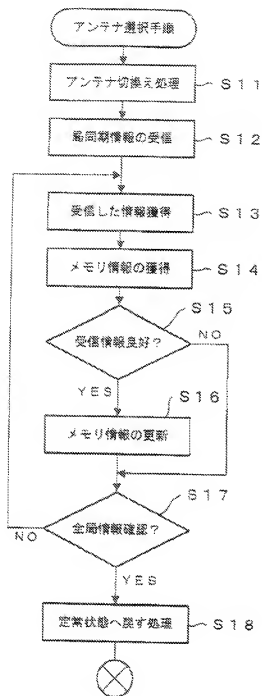 アンテナ選択手順
アンテナ切換え処理
S11
局同期情報の受信
S12
受信した情報獲得
S13
メモリ情報の獲得
S14
S15
受信情報良好?
NO
YES
S16
メモリ情報の更新
S17
全局情報確認?
NO
YES
定常状態へ戻す処理
S18